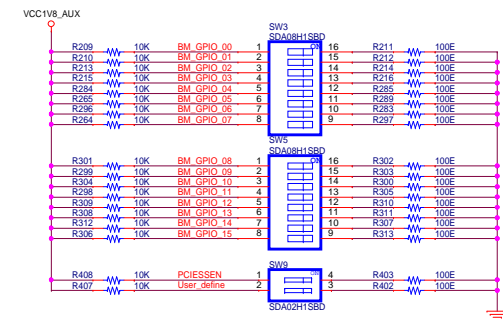 VCC1V8_AUX
SW3
SDA08H1SBD
R209 10K BM_GPIO_00 1 ON 16 R211 100E
R210 10K BM_GPIO_01 2 15 R212 100E
R213 10K BM_GPIO_02 3 14 R214 100E
R215 10K BM_GPIO_03 4 13 R216 100E
R284 10K BM_GPIO_04 5 12 R285 100E
R265 10K BM_GPIO_05 6 11 R289 100E
R296 10K BM_GPIO_06 7 10 R283 100E
R264 10K BM_GPIO_07 8 9 R297 100E
SW5
SDA08H1SBD
R301 10K BM_GPIO_08 1 ON 16 R302 100E
R299 10K BM_GPIO_09 2 15 R303 100E
R304 10K BM_GPIO_10 3 14 R300 100E
R298 10K BM_GPIO_11 4 13 R305 100E
R309 10K BM_GPIO_12 5 12 R310 100E
R308 10K BM_GPIO_13 6 11 R311 100E
R312 10K BM_GPIO_14 7 10 R307 100E
R306 10K BM_GPIO_15 8 9 R313 100E
SW9
R408 10K PCIESSEN 1 ON 4 R403 100E
R407 10K User_define 2 3 R402 100E
SDA02H1SBD